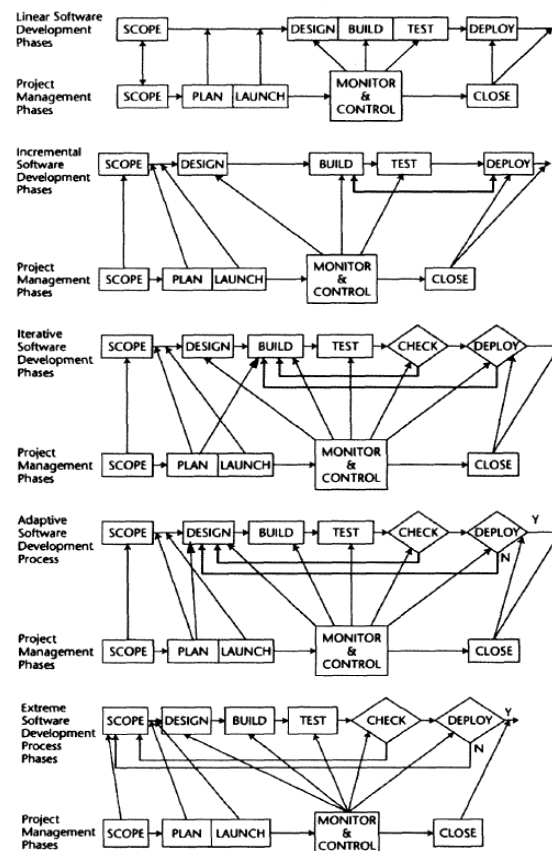 Linear Software
Development
Phases
SCOPE
DESIGN BUILD TEST DEPLOY
Project
Management
Phases
SCOPE PLAN LAUNCH MONITOR & CONTROL CLOSE
Incremental
Software
Development
Phases
SCOPE DESIGN BUILD TEST DEPLOY
Project
Management
Phases
SCOPE PLAN LAUNCH MONITOR & CONTROL CLOSE
Iterative
Software
Development
Phases
SCOPE DESIGN BUILD TEST CHECK DEPLOY
Project
Management
Phases
SCOPE PLAN LAUNCH MONITOR & CONTROL CLOSE
Adaptive
Software
Development
Process
SCOPE DESIGN BUILD TEST CHECK DEPLOY Y
N
Project
Management
Phases
SCOPE PLAN LAUNCH MONITOR & CONTROL CLOSE
Extreme
Software
Development
Process
Phases
SCOPE DESIGN BUILD TEST CHECK DEPLOY Y
N
Project
Management
Phases
SCOPE PLAN LAUNCH MONITOR & CONTROL CLOSE